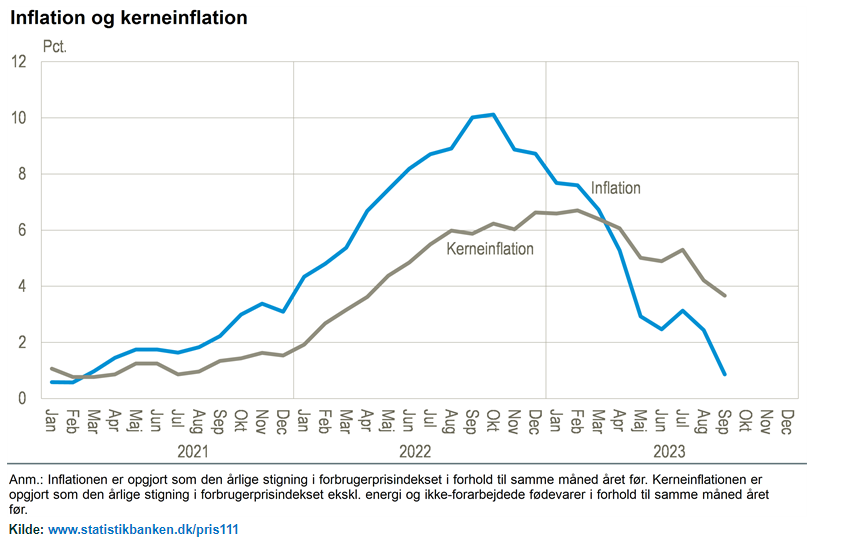 Inflation og kerneinflation
Pct.
12
10
8
6
4
2
0
Inflation
Kerneinflation
Jan Feb Mar Apr Maj Jun Jul Aug Sep Okt Nov Dec Jan Feb Mar Apr Maj Jun Jul Aug Sep Okt Nov Dec Jan Feb Mar Apr Maj Jun Jul Aug Sep Okt Nov Dec
2021 2022 2023
Anm.: Inflationen er opgjort som den årlige stigning i forbrugerprisindekset i forhold til samme måned året før. Kerneinflationen er
opgjort som den årlige stigning i forbrugerprisindekset ekskl. energi og ikke-forarbejdede fødevarer i forhold til samme måned året
før.
Kilde: www.statistikbanken.dk/pris111